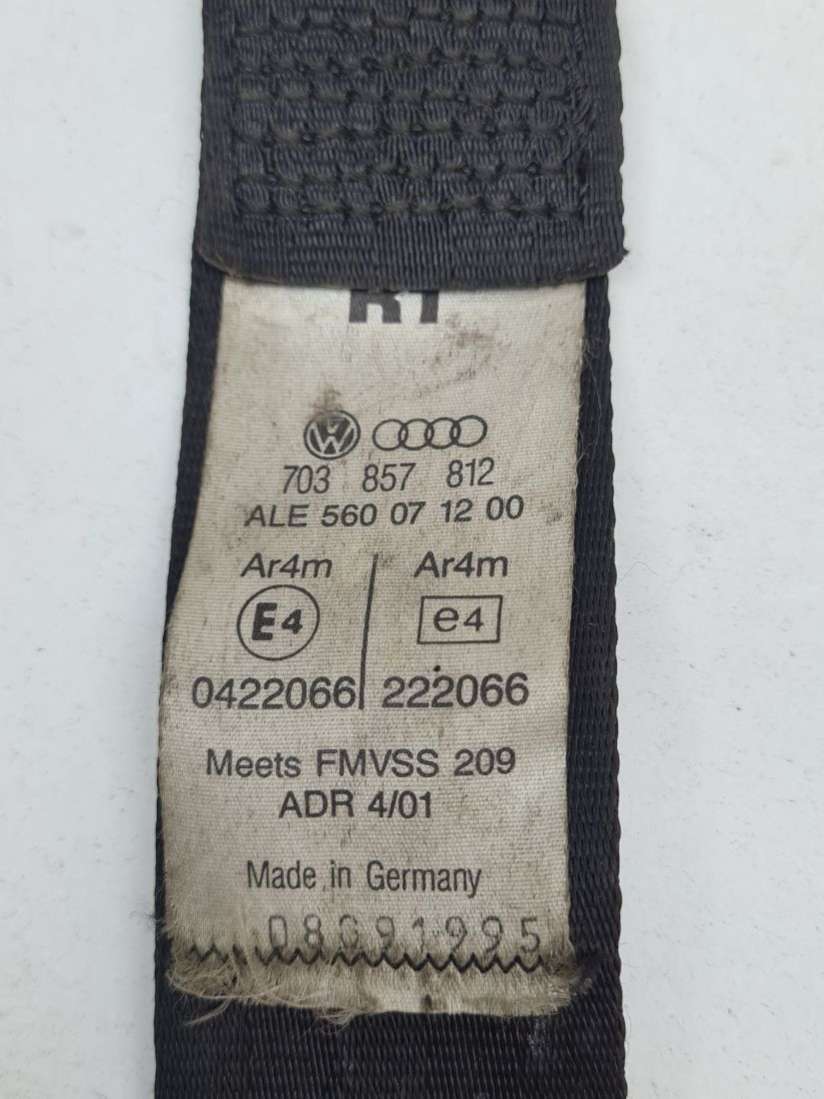 R1
703 857 812
ALE 560 07 12 00
Ar4m Ar4m
E4 e4
0422066 222066
Meets FMVSS 209
ADR 4/01
Made in Germany
08091995